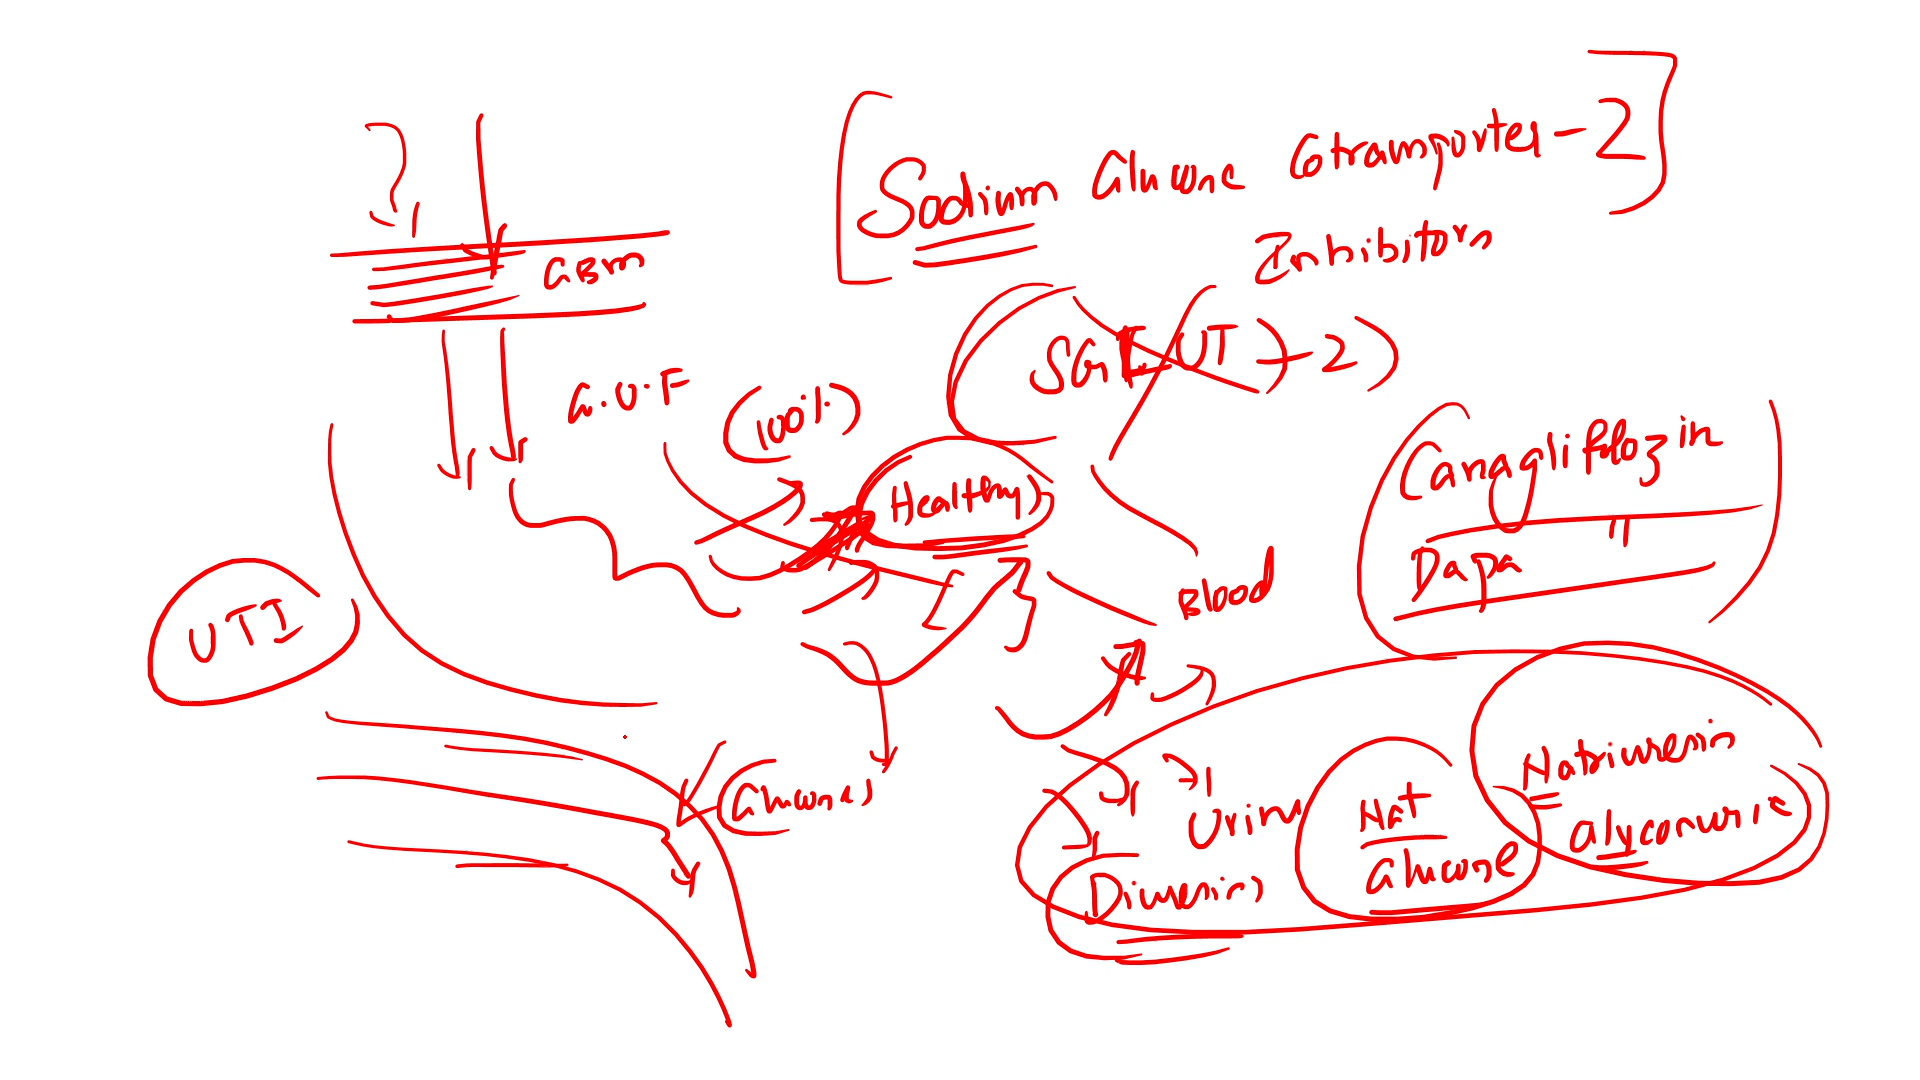 Sodium Glucose Cotransporter-2
Inhibitors
GBM
SGLUT-2)
G.U.F
(100%)
Healthy
Canagliflozin
Dapa "
Blood
UTI
Glucose
Urine
Natriuresis
Glyconuric
Na+
Glucose
Diuresis